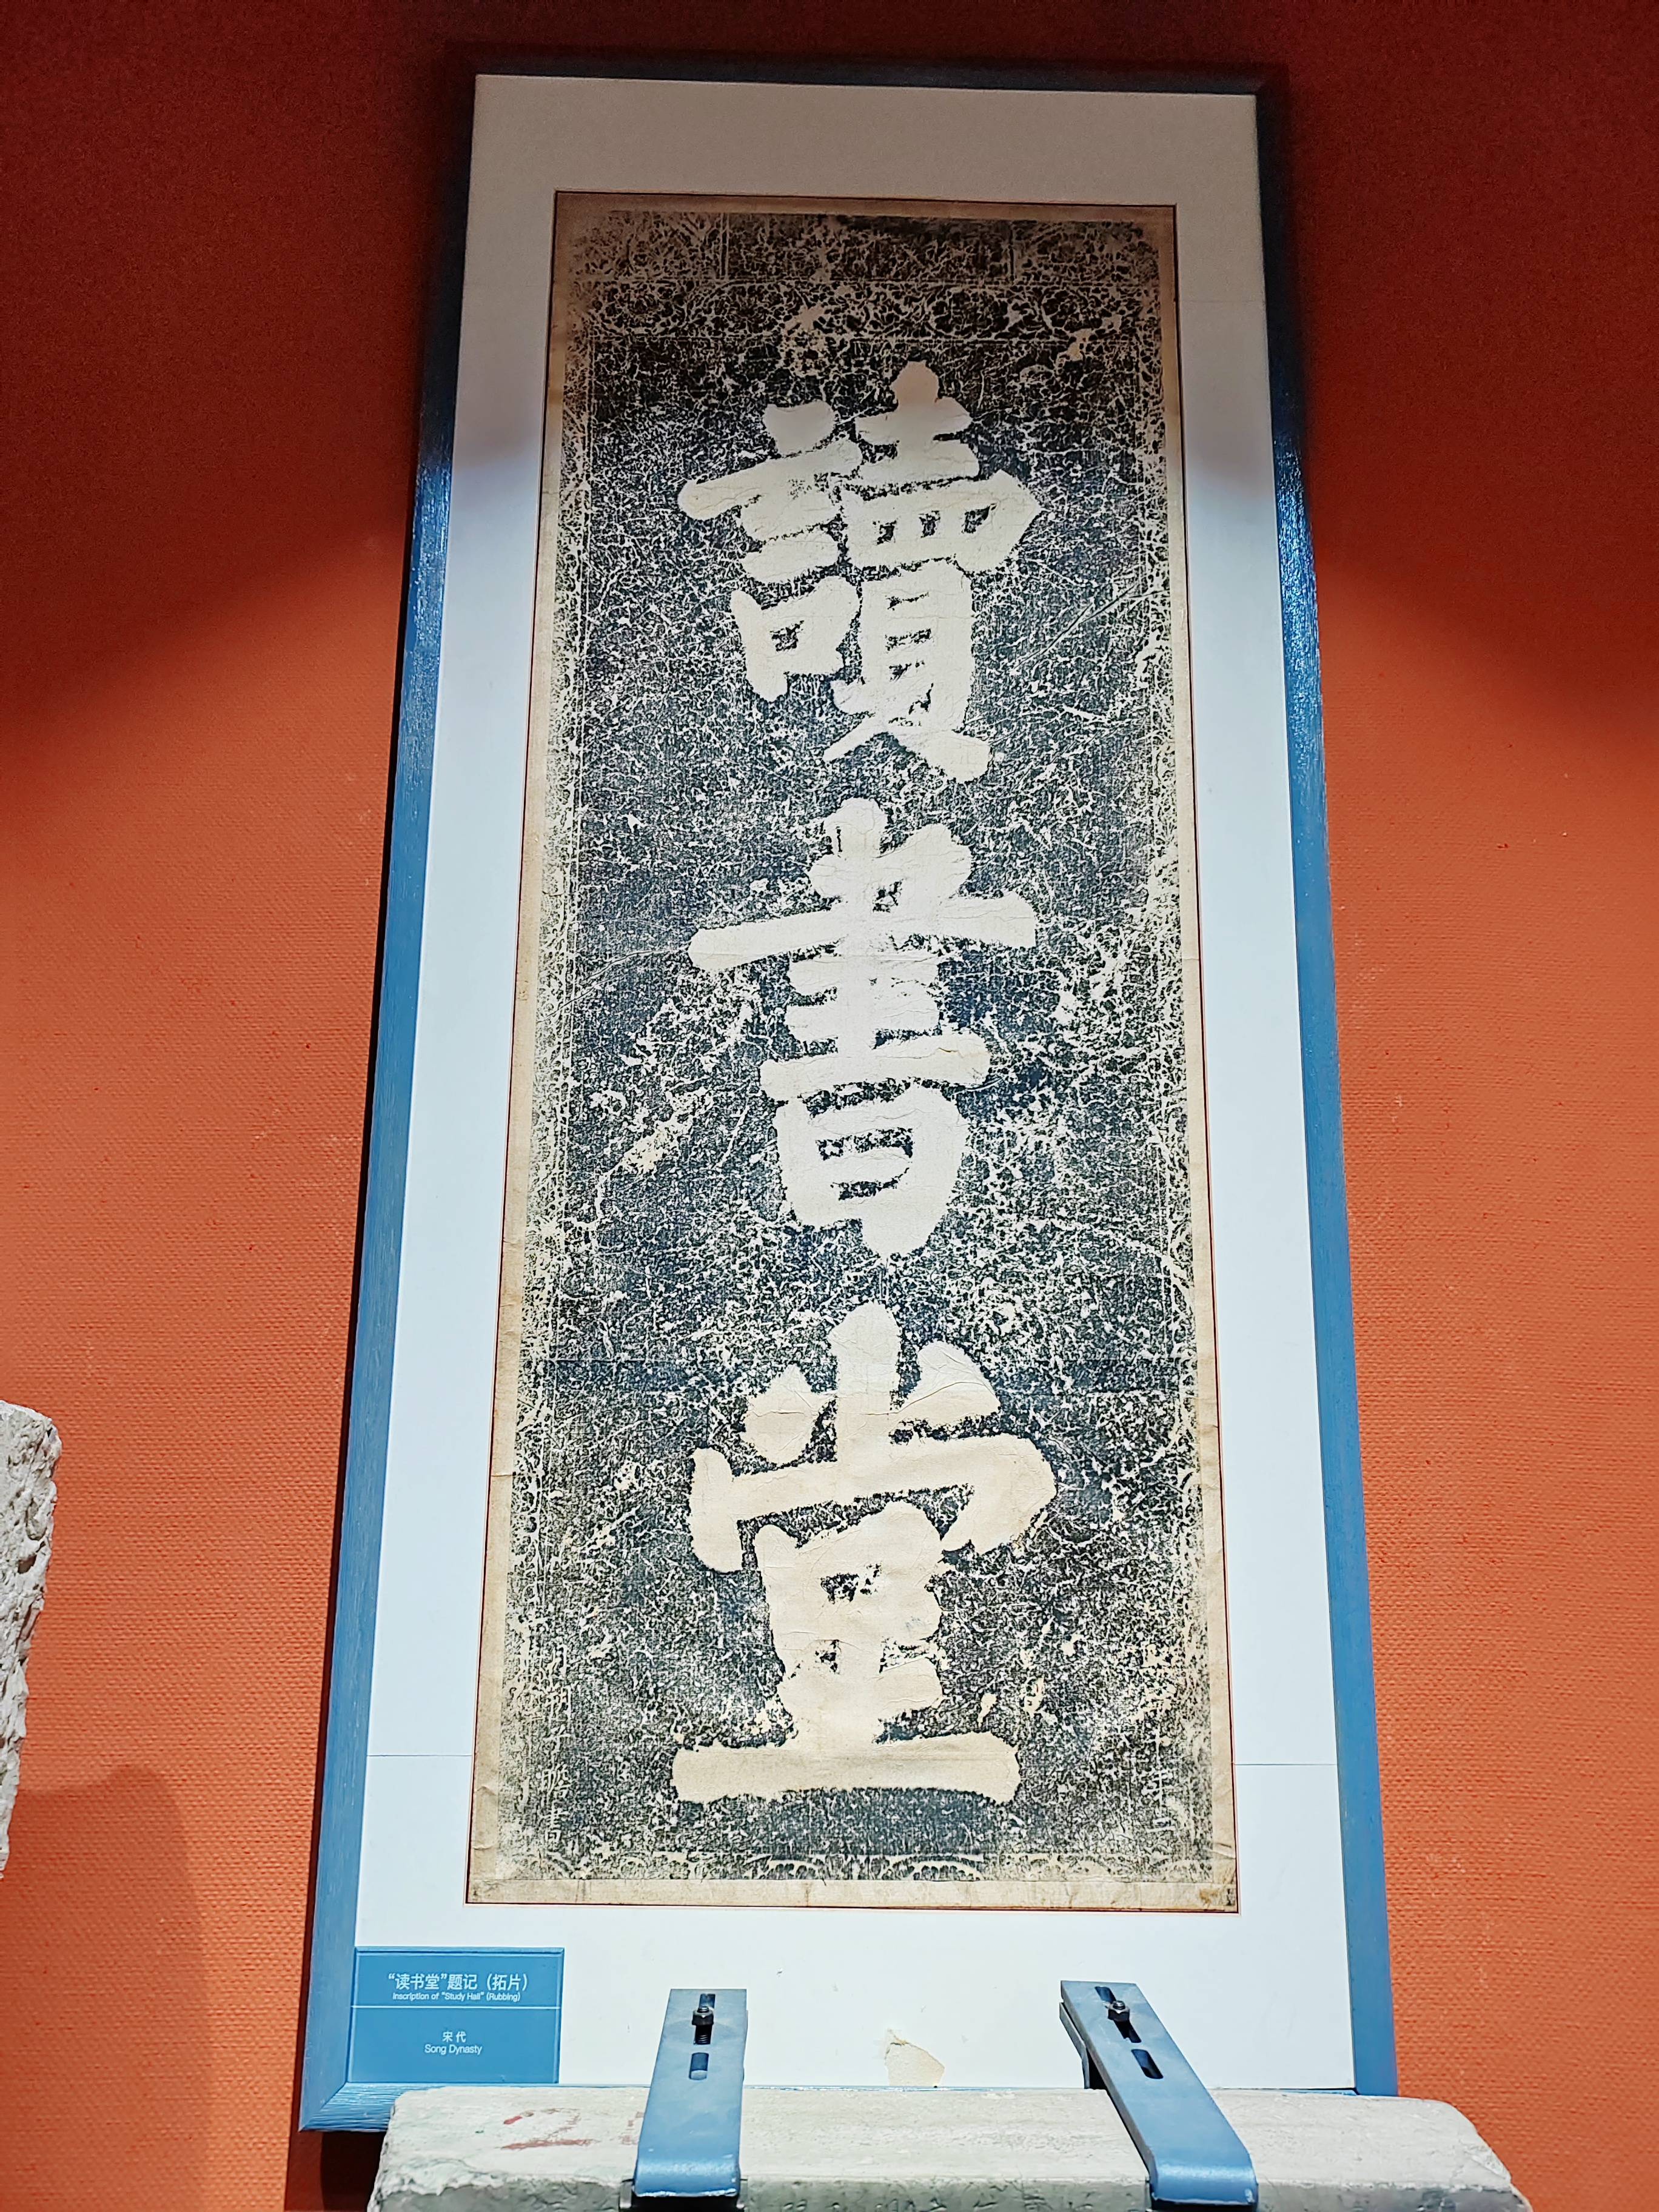 讀書堂
“读书堂”题记（拓片）
Inscription of "Study Hall" (Rubbing)
宋代
Song Dynasty